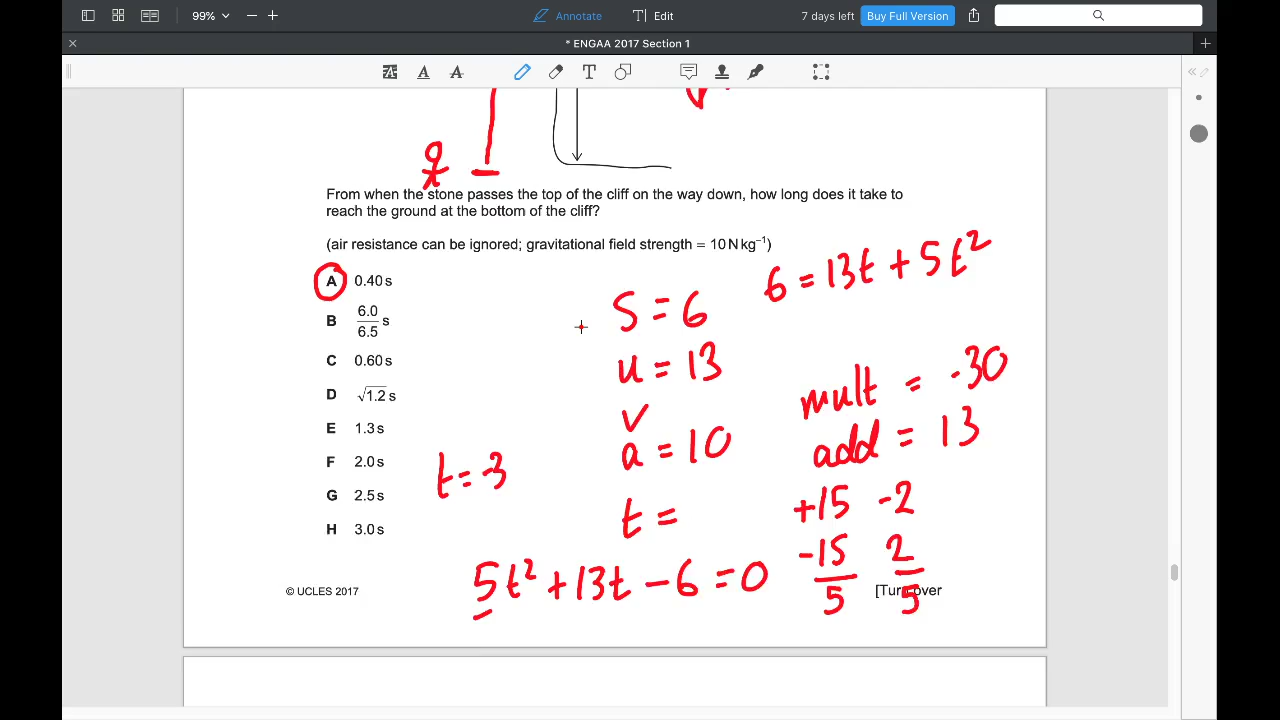 99% Annotate Edit 7 days left Buy Full Version
* ENGAA 2017 Section 1
From when the stone passes the top of the cliff on the way down, how long does it take to
reach the ground at the bottom of the cliff?
(air resistance can be ignored; gravitational field strength = 10 N kg⁻¹)
6 = 13t + 5t²
A 0.40 s
B 6.0/6.5 s
C 0.60 s
D √1.2 s
E 1.3 s
F 2.0 s
G 2.5 s
H 3.0 s
S = 6
u = 13
v
a = 10
t =
t = -3
mult = -30
add = 13
+15 -2
-15/5 2/5
5t² + 13t - 6 = 0
© UCLES 2017
[Turn over